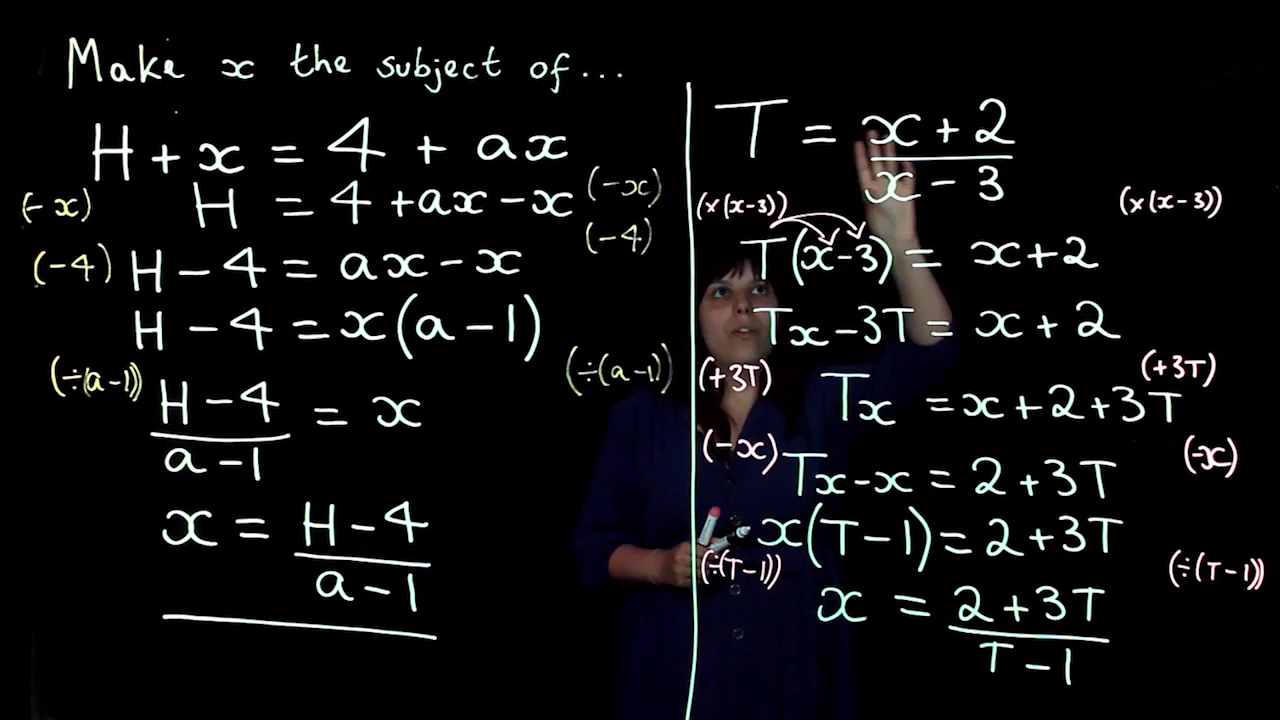 Make x the subject of...
H + x = 4 + ax
(-x) H = 4 + ax - x (-x)
(-4) H - 4 = ax - x (-4)
H - 4 = x(a - 1)
(÷(a-1)) H - 4 / a - 1 = x (÷(a-1))
x = H - 4 / a - 1
T = x + 2 / x - 3
(×(x-3)) (×(x-3))
T(x-3) = x+2
Tx - 3T = x + 2
(+3T) Tx = x + 2 + 3T (+3T)
(-x) Tx - x = 2 + 3T (-x)
x(T - 1) = 2 + 3T
(÷(T-1)) x = 2 + 3T / T - 1 (÷(T-1))